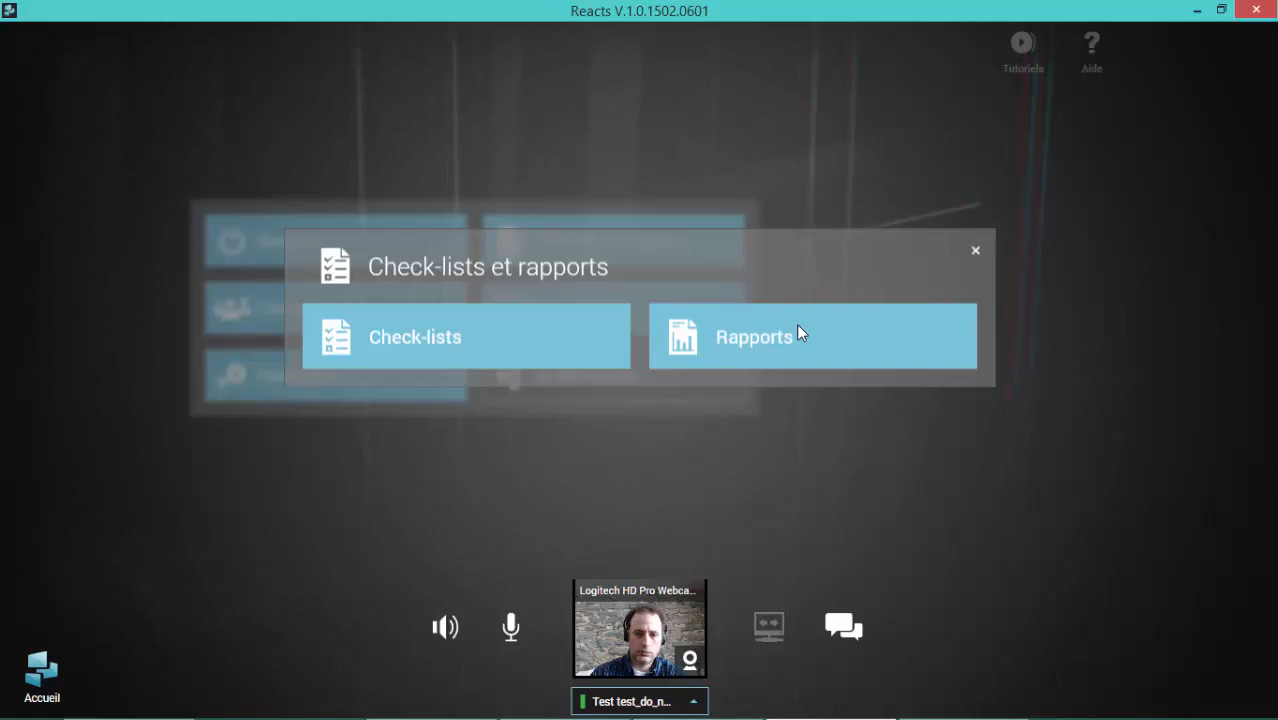 Reacts V.1.0.1502.0601
Tutoriels
Aide
Check-lists et rapports
Check-lists
Rapports
Logitech HD Pro Webca...
Accueil
Test test_do_n...